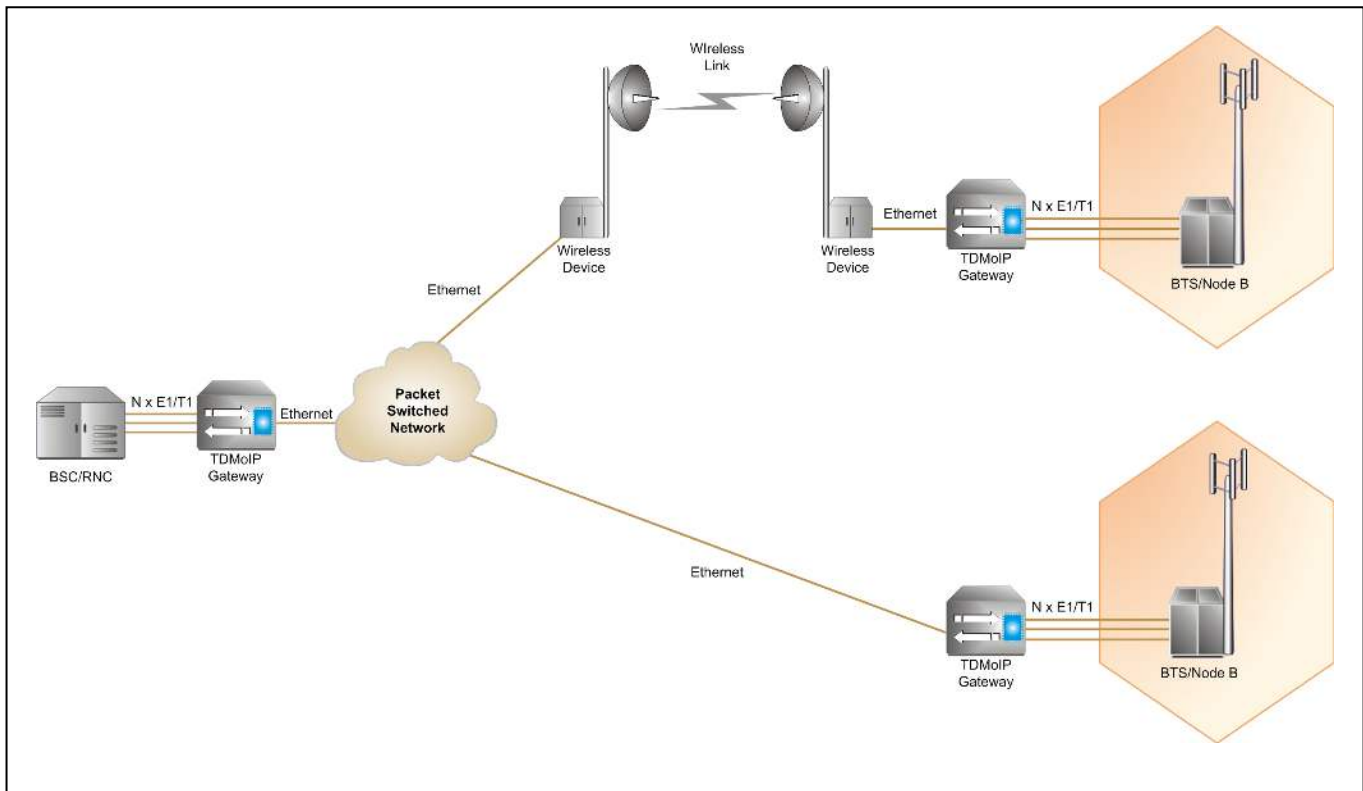 WIreless
Link
Ethernet
N x E1/T1
Wireless
Device
Wireless
Device
TDMoIP
Gateway
BTS/Node B
Ethernet
Packet
Switched
Network
N x E1/T1
Ethernet
BSC/RNC
TDMoIP
Gateway
Ethernet
N x E1/T1
TDMoIP
Gateway
BTS/Node B